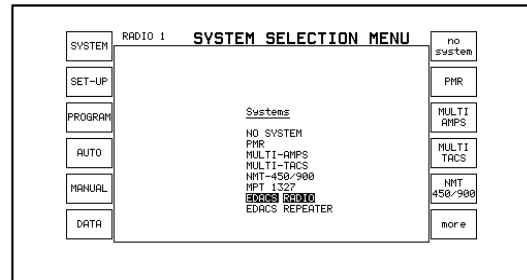 RADIO 1 SYSTEM SELECTION MENU
SYSTEM
SET-UP
PROGRAM
AUTO
MANUAL
DATA
Systems
NO SYSTEM
PMR
MULTI-AMPS
MULTI-TACS
NMT-450/900
MPT 1327
EDACS RADIO
EDACS REPEATER
no
system
PMR
MULTI
AMPS
MULTI
TACS
NMT
450/900
more